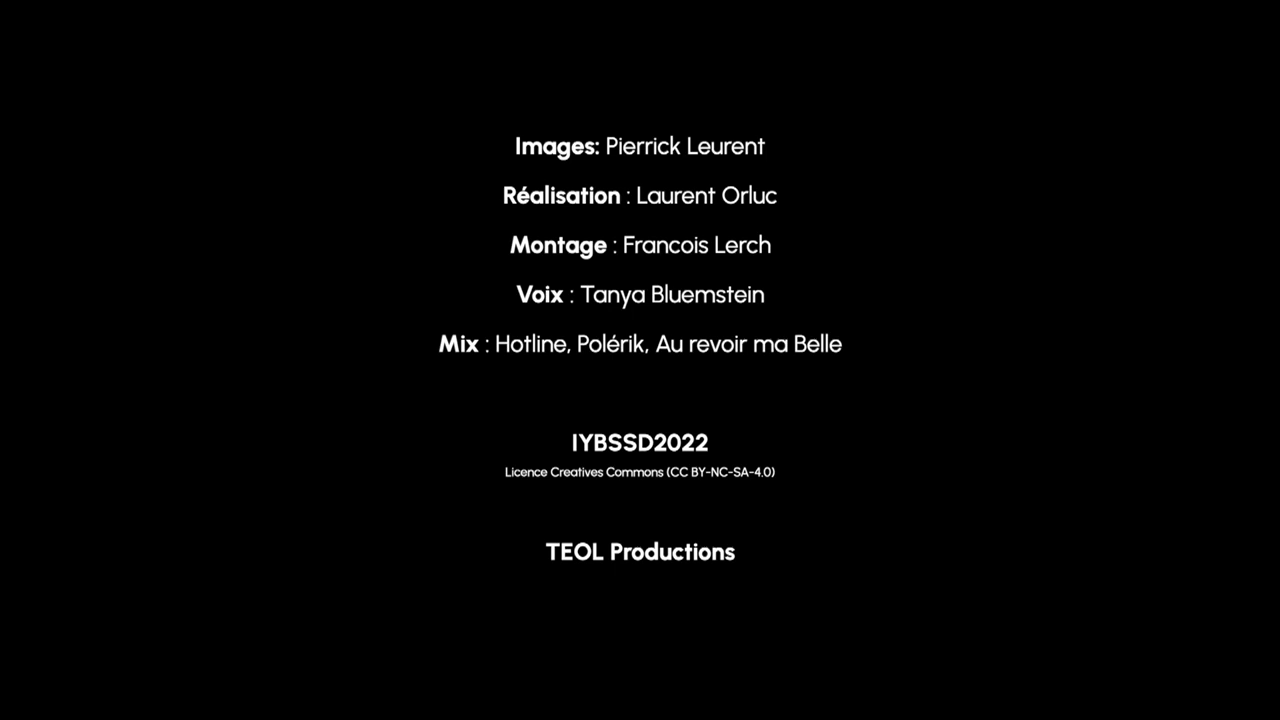 Images: Pierrick Leurent
Réalisation : Laurent Orluc
Montage : Francois Lerch
Voix : Tanya Bluemstein
Mix : Hotline, Polérik, Au revoir ma Belle
IYBSSD2022
Licence Creatives Commons (CC BY-NC-SA-4.0)
TEOL Productions